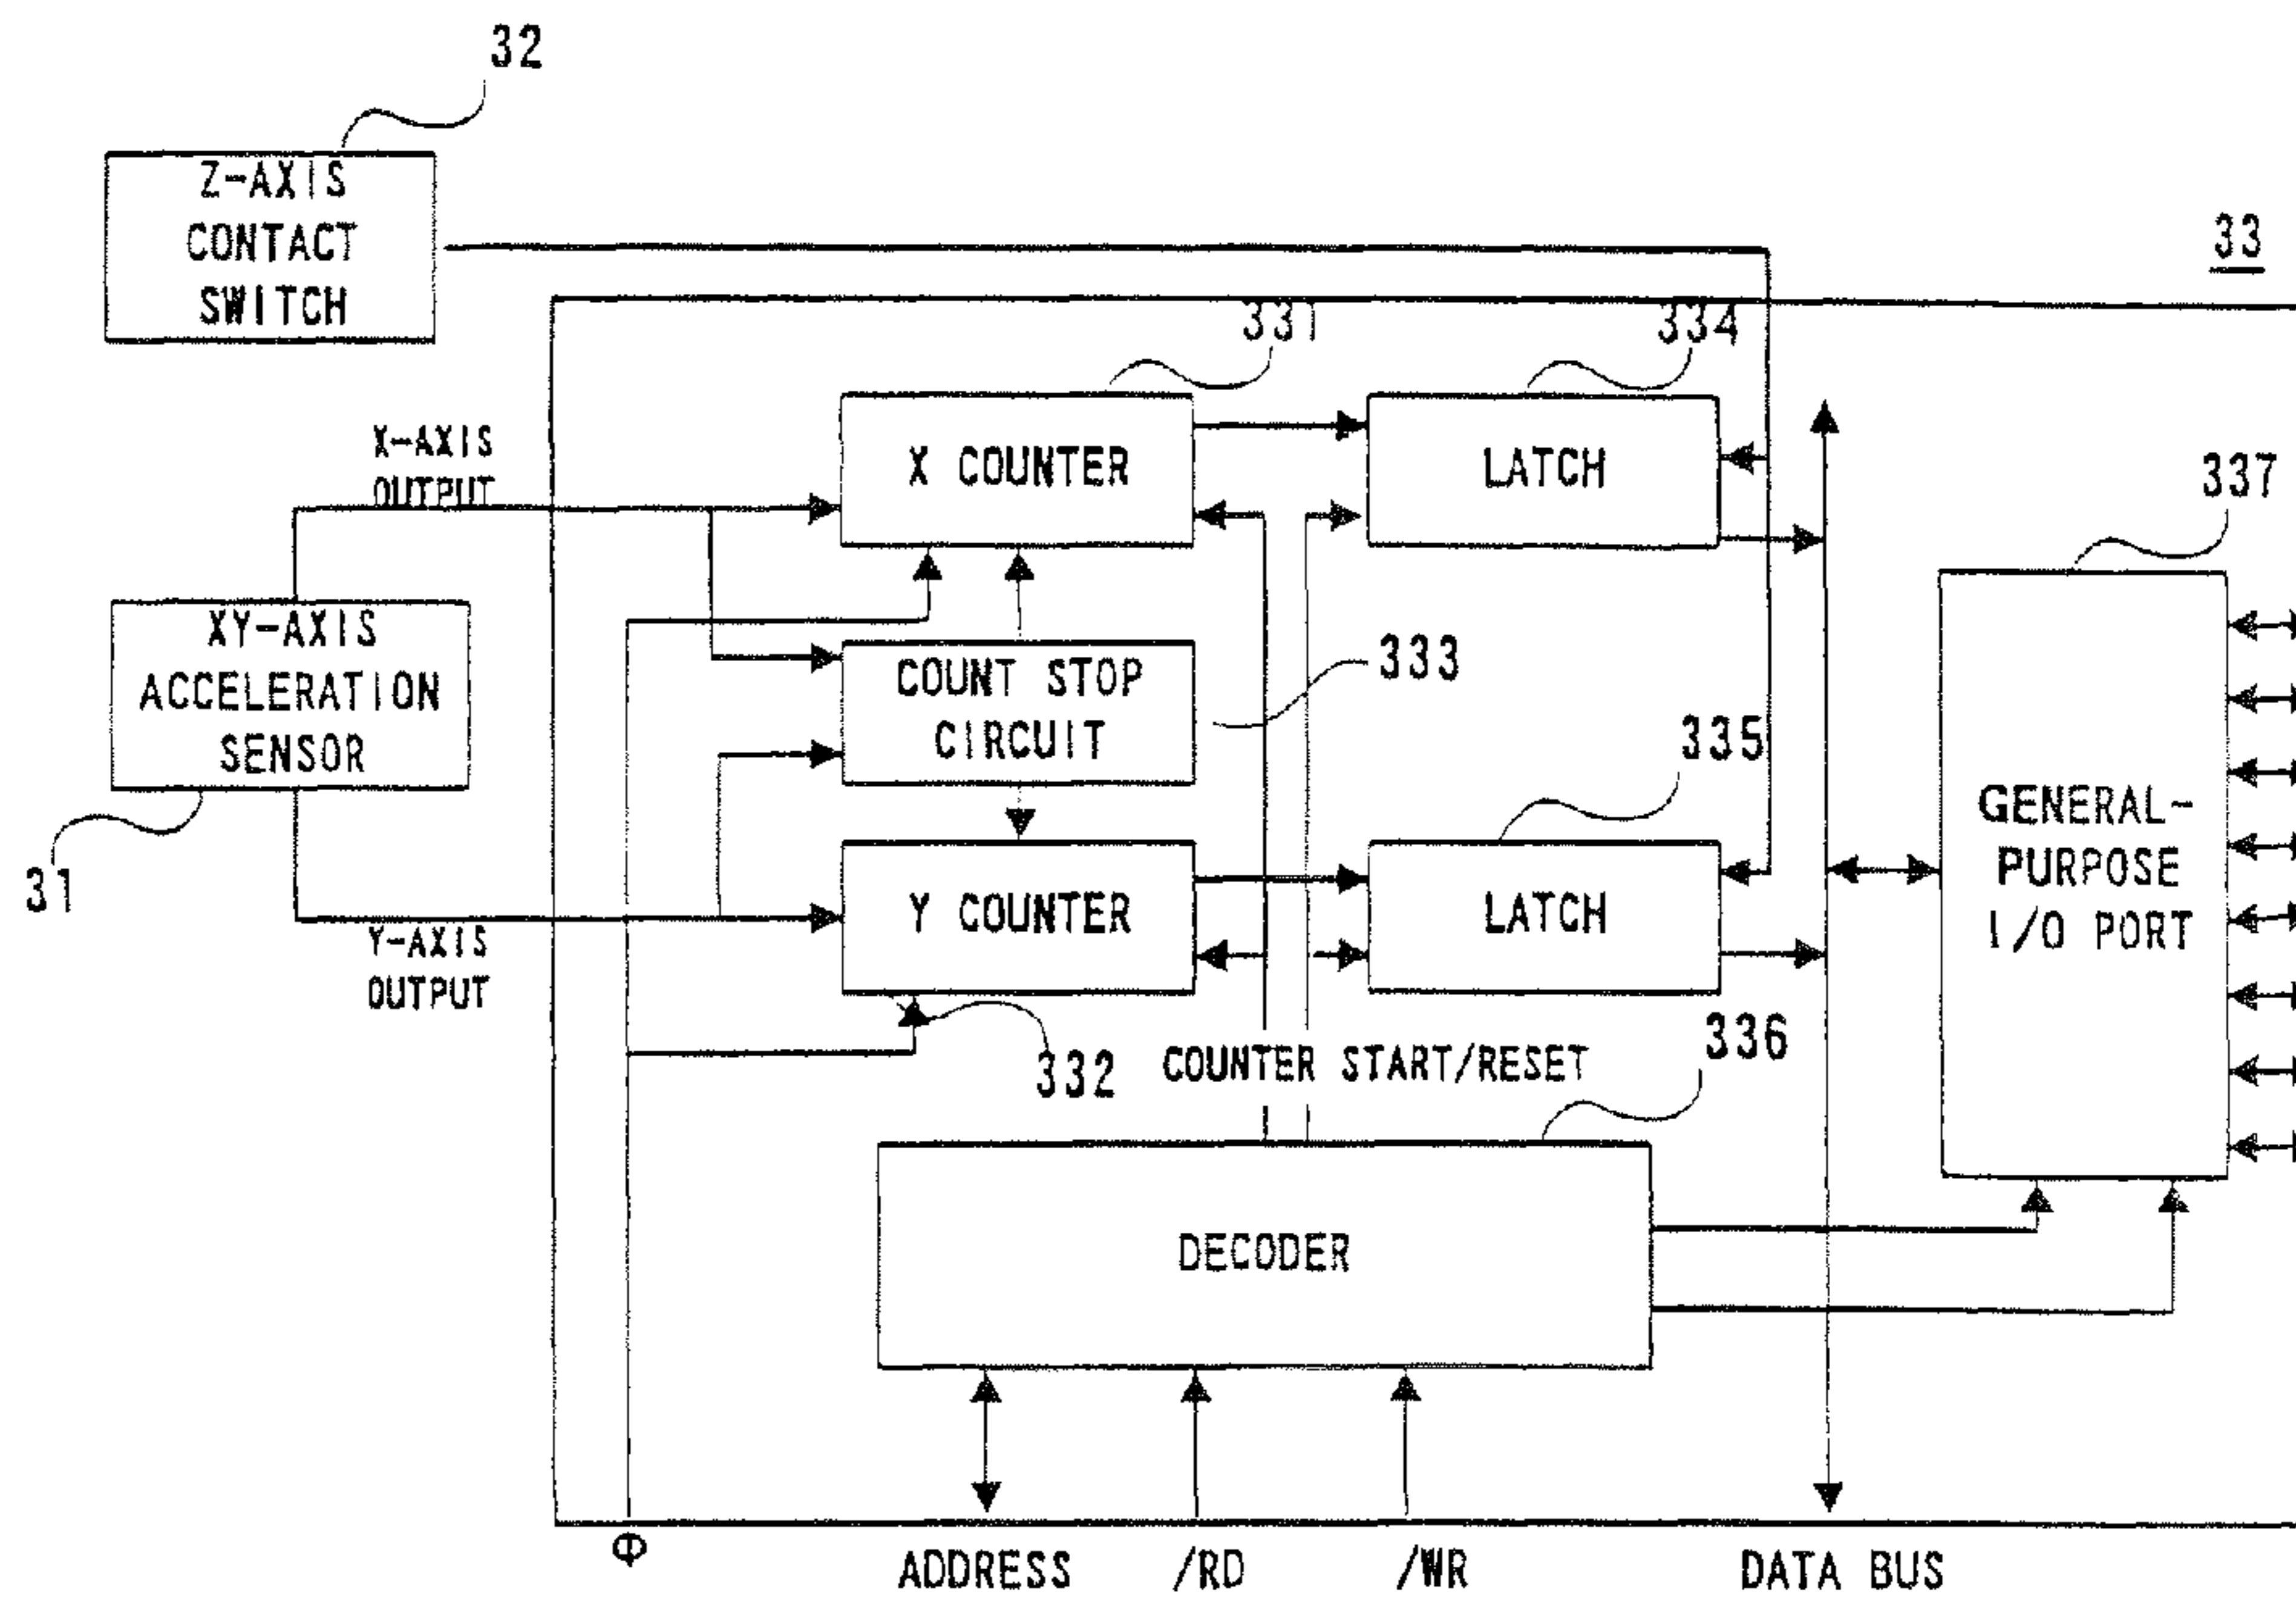 32
Z-AXIS
CONTACT
SWITCH
33
331
334
X-AXIS
OUTPUT
X COUNTER
LATCH
337
XY-AXIS
ACCELERATION
SENSOR
COUNT STOP
CIRCUIT
333
335
GENERAL-
PURPOSE
I/O PORT
31
Y COUNTER
LATCH
Y-AXIS
OUTPUT
332
COUNTER START/RESET
336
DECODER
Φ
ADDRESS
/RD
/WR
DATA BUS